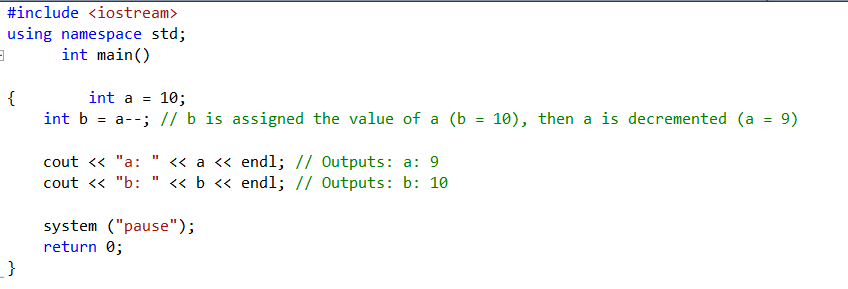 #include <iostream>
using namespace std;
int main()
{ int a = 10;
int b = a--; // b is assigned the value of a (b = 10), then a is decremented (a = 9)
cout << "a: " << a << endl; // Outputs: a: 9
cout << "b: " << b << endl; // Outputs: b: 10
system ("pause");
return 0;
}